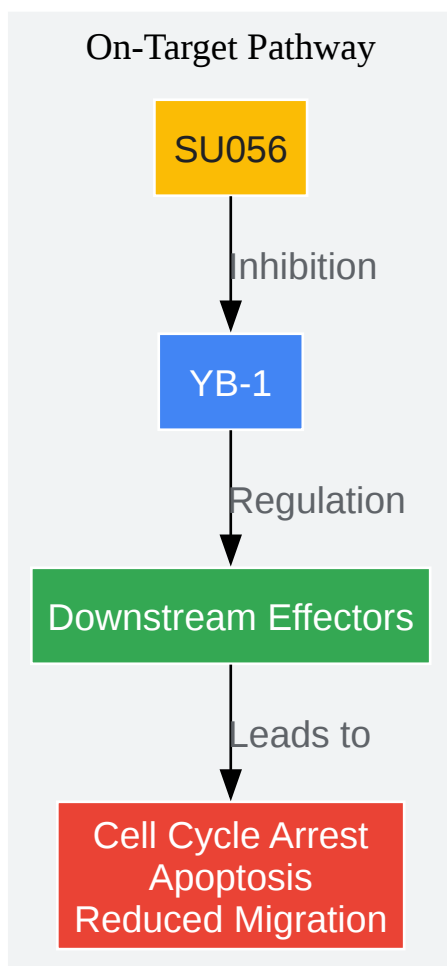 On-Target Pathway
SU056
Inhibition
YB-1
Regulation
Downstream Effectors
Leads to
Cell Cycle Arrest
Apoptosis
Reduced Migration